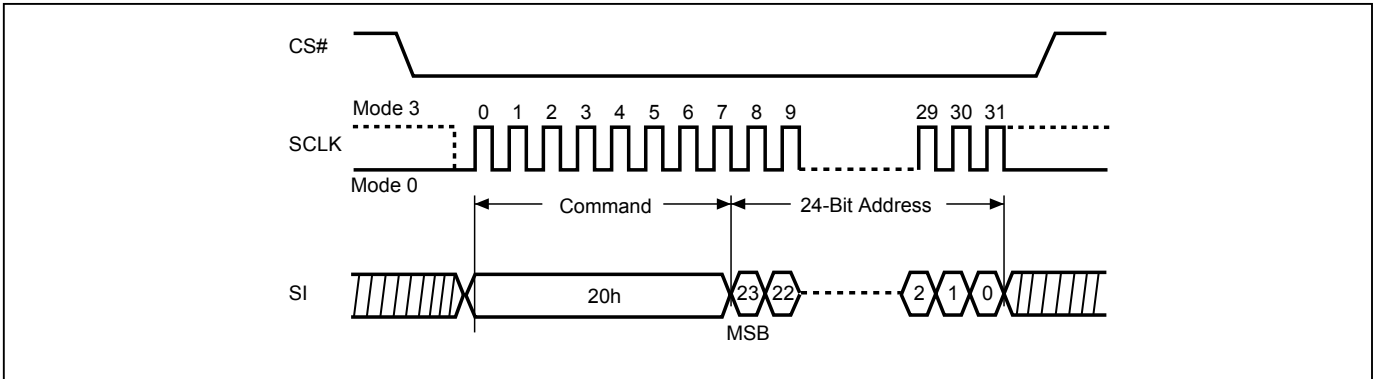 CS#
Mode 3
0 1 2 3 4 5 6 7 8 9 29 30 31
SCLK
Mode 0
Command 24-Bit Address
SI 20h 23 22 2 1 0
MSB